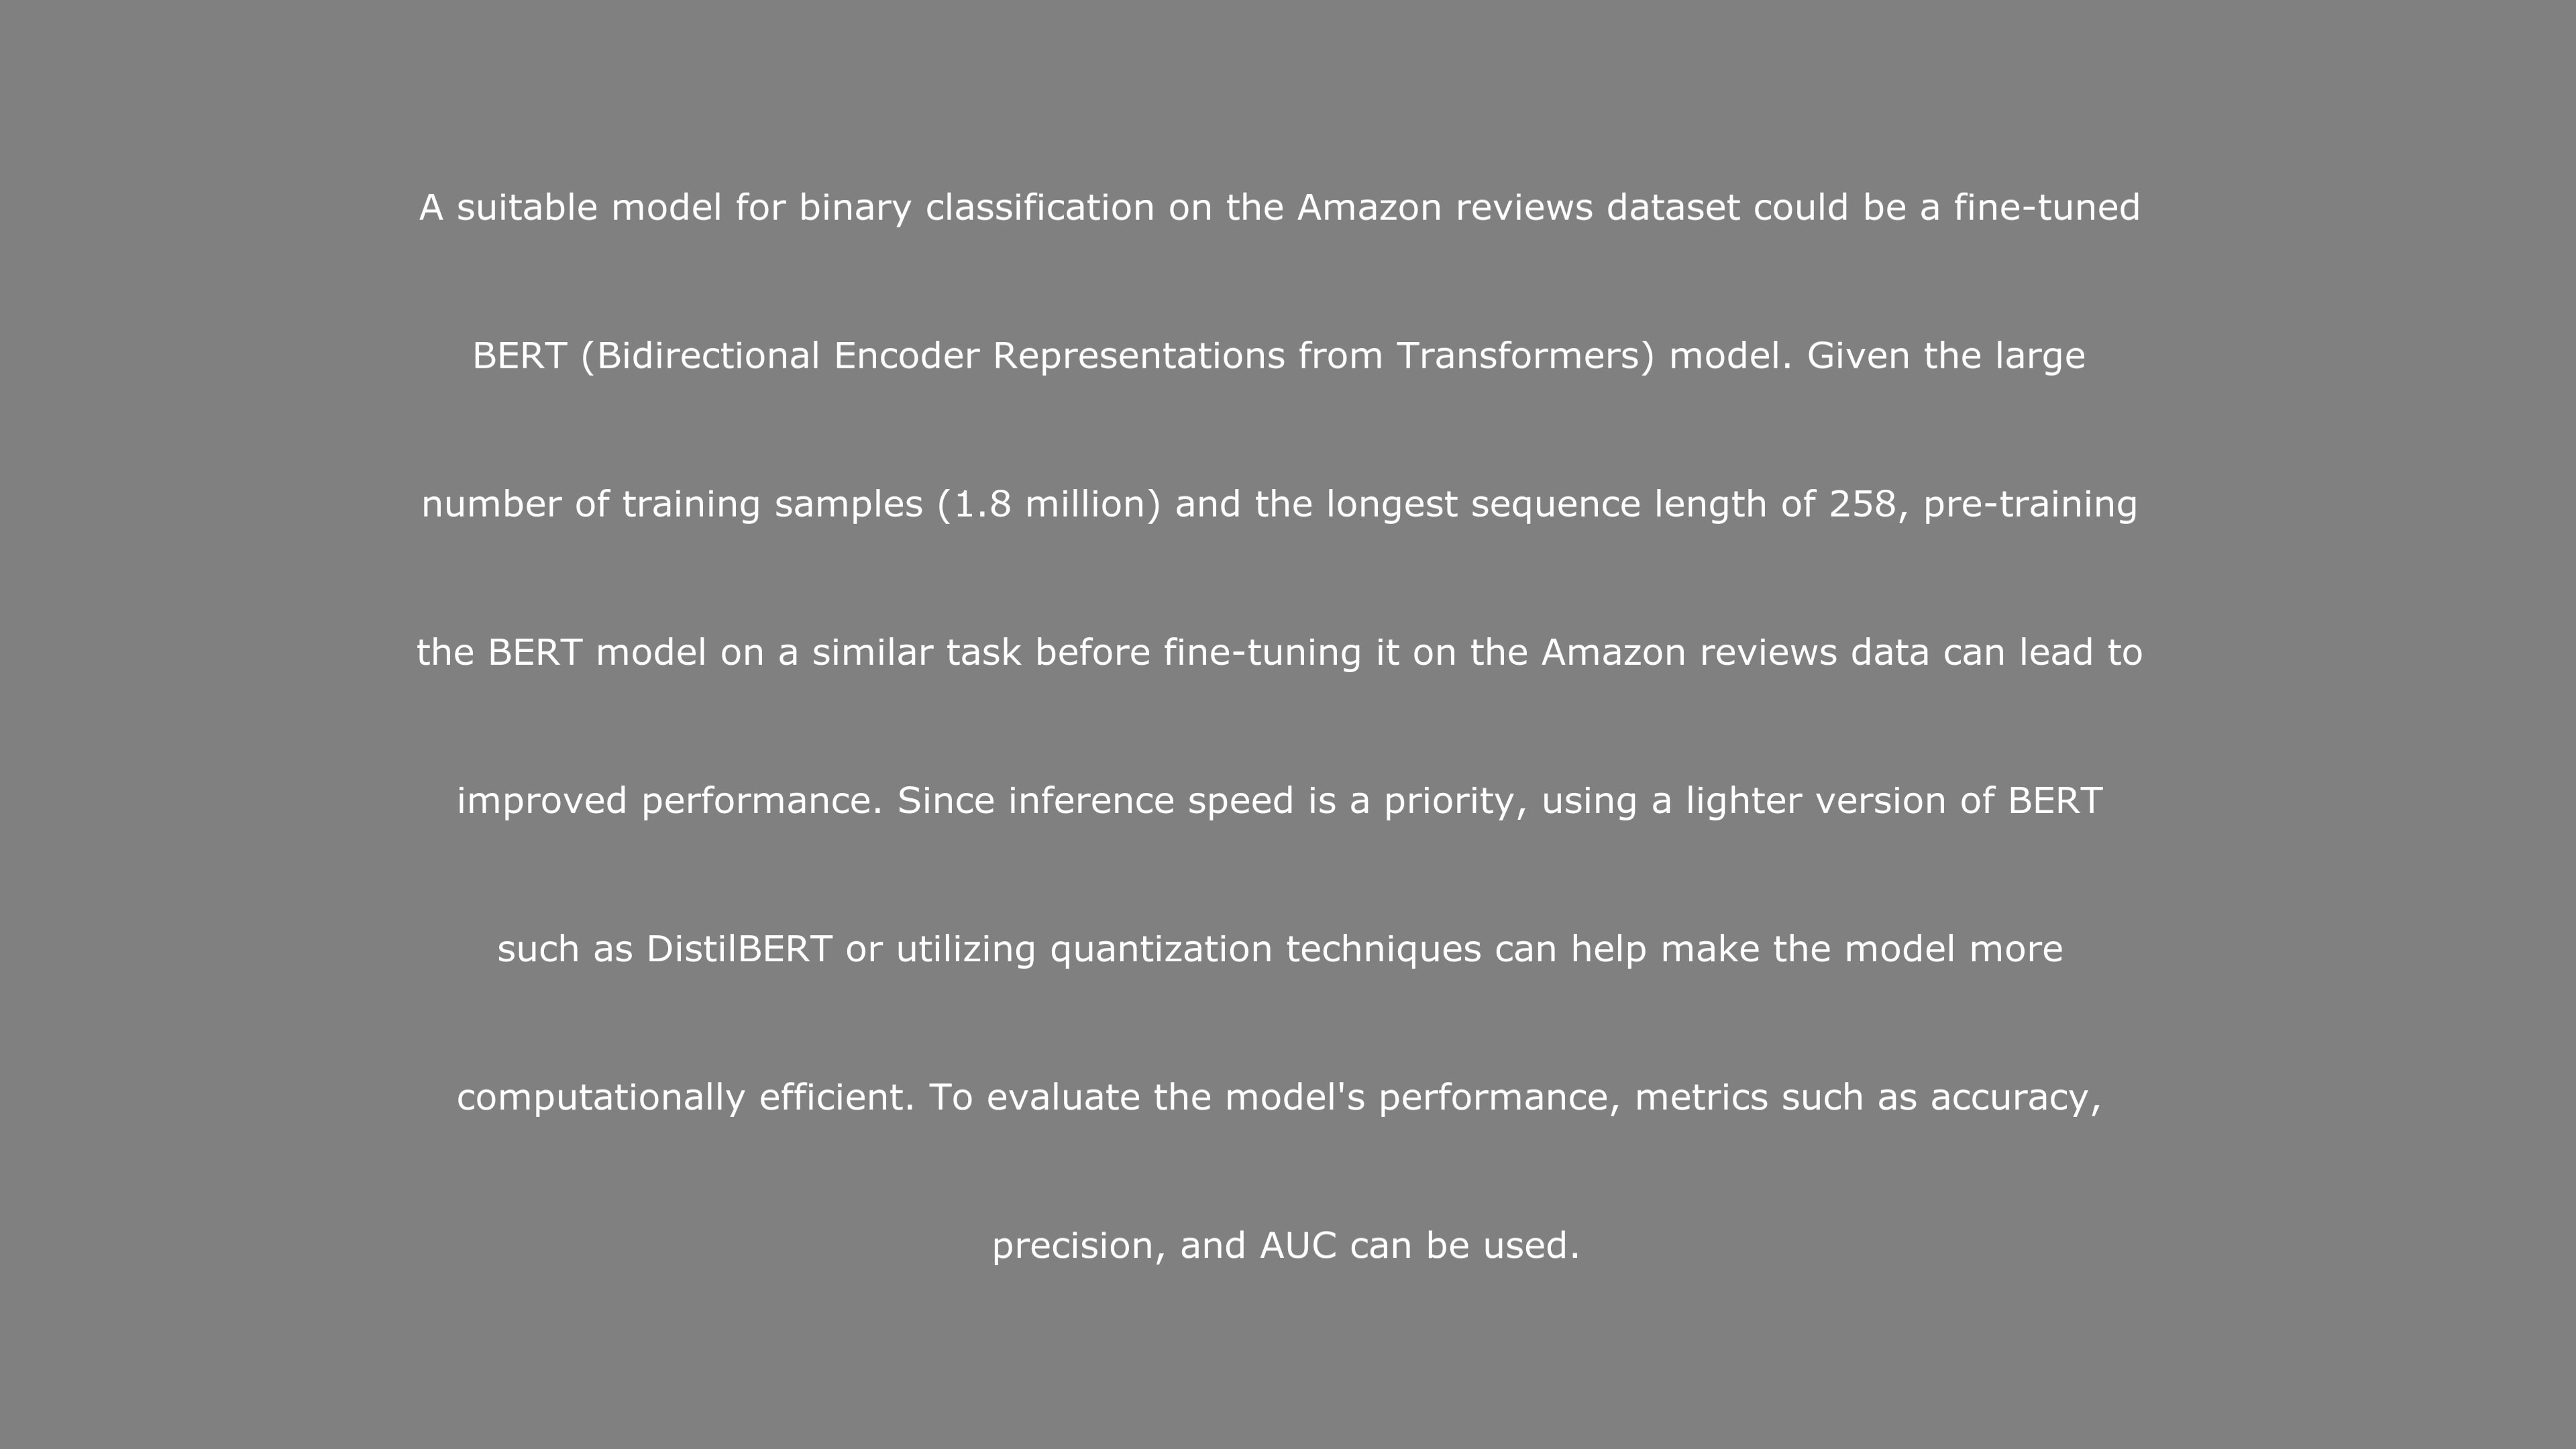 A suitable model for binary classification on the Amazon reviews dataset could be a fine-tuned
BERT (Bidirectional Encoder Representations from Transformers) model. Given the large
number of training samples (1.8 million) and the longest sequence length of 258, pre-training
the BERT model on a similar task before fine-tuning it on the Amazon reviews data can lead to
improved performance. Since inference speed is a priority, using a lighter version of BERT
such as DistilBERT or utilizing quantization techniques can help make the model more
computationally efficient. To evaluate the model's performance, metrics such as accuracy,
precision, and AUC can be used.